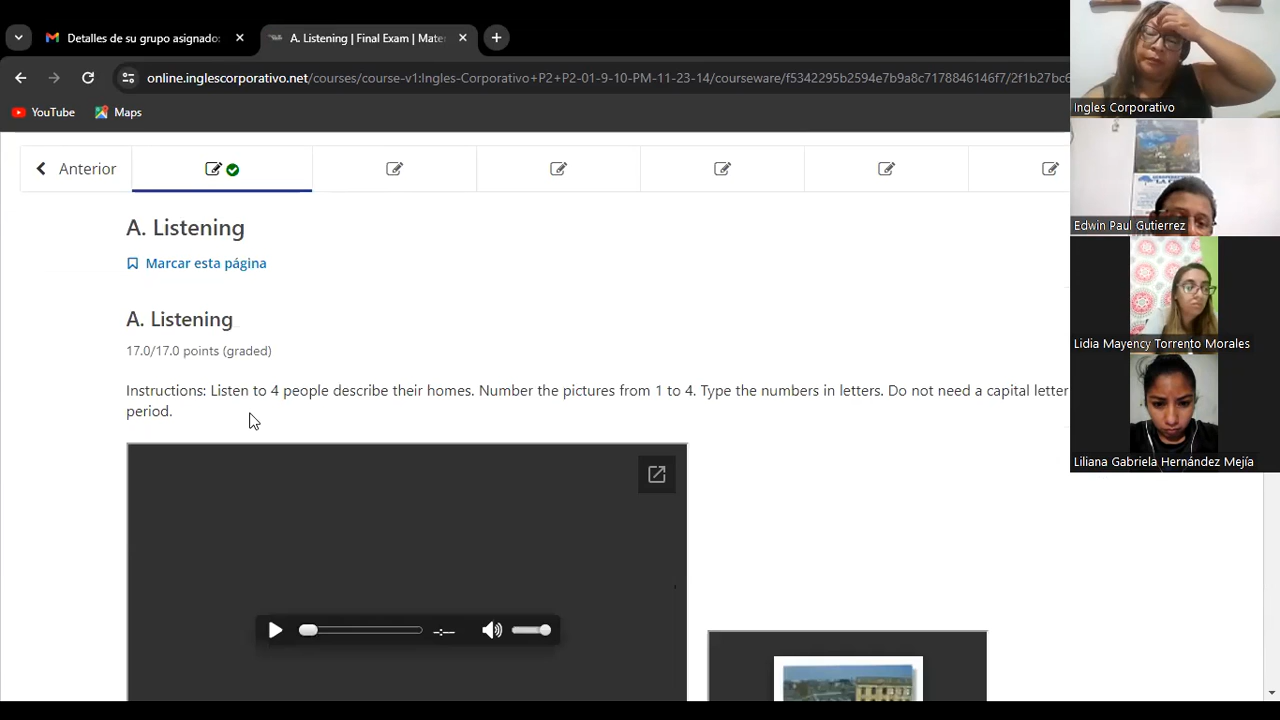 Detalles de su grupo asignado:
A. Listening | Final Exam | Mate
online.inglescorporativo.net/courses/course-v1:Ingles-Corporativo+P2+P2-01-9-10-PM-11-23-14/courseware/f5342295b2594e7b9a8c7178846146f7/2f1b27bc6
YouTube
Maps
Anterior
A. Listening
Marcar esta página
A. Listening
17.0/17.0 points (graded)
Instructions: Listen to 4 people describe their homes. Number the pictures from 1 to 4. Type the numbers in letters. Do not need a capital letter
period.
-:--
Ingles Corporativo
Edwin Paul Gutierrez
Lidia Mayency Torrento Morales
Liliana Gabriela Hernández Mejía